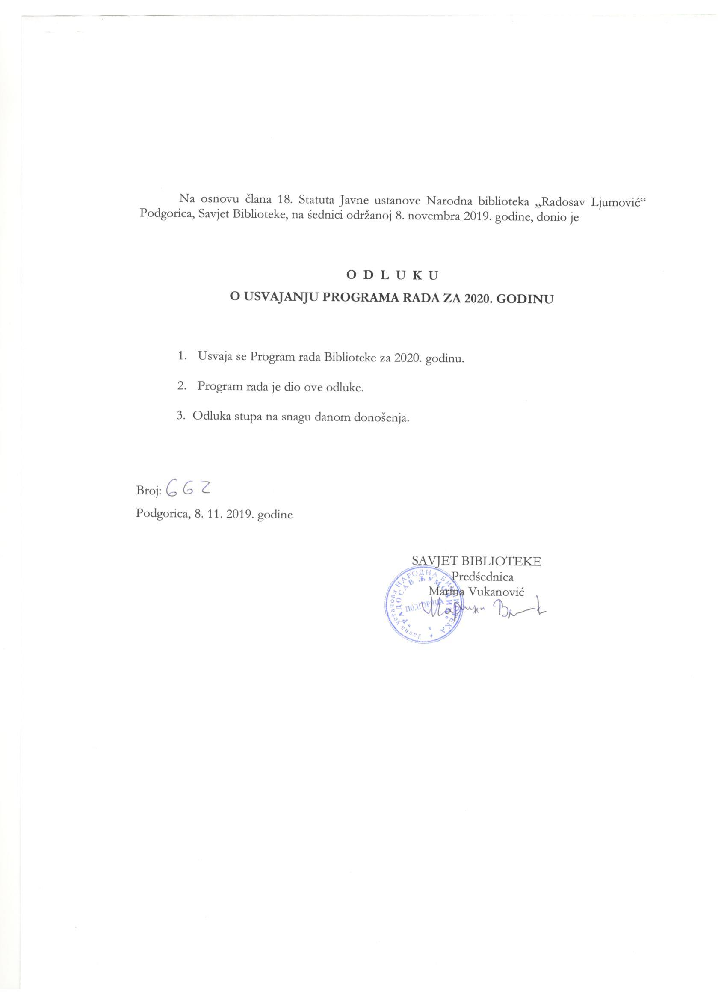 Na osnovu člana 18. Statuta Javne ustanove Narodna biblioteka „Radosav Ljumović“
Podgorica, Savjet Biblioteke, na śednici održanoj 8. novembra 2019. godine, donio je
O D L U K U
O USVAJANJU PROGRAMA RADA ZA 2020. GODINU
1. Usvaja se Program rada Biblioteke za 2020. godinu.
2. Program rada je dio ove odluke.
3. Odluka stupa na snagu danom donošenja.
Broj: 662
Podgorica, 8. 11. 2019. godine
SAVJET BIBLIOTEKE
Predśednica
Marina Vukanović
Јавна установа НАРОДНА БИБЛИОТЕКА
„РАДОСАВ ЉУМОВИЋ“
ПОДГОРИЦА
Марина